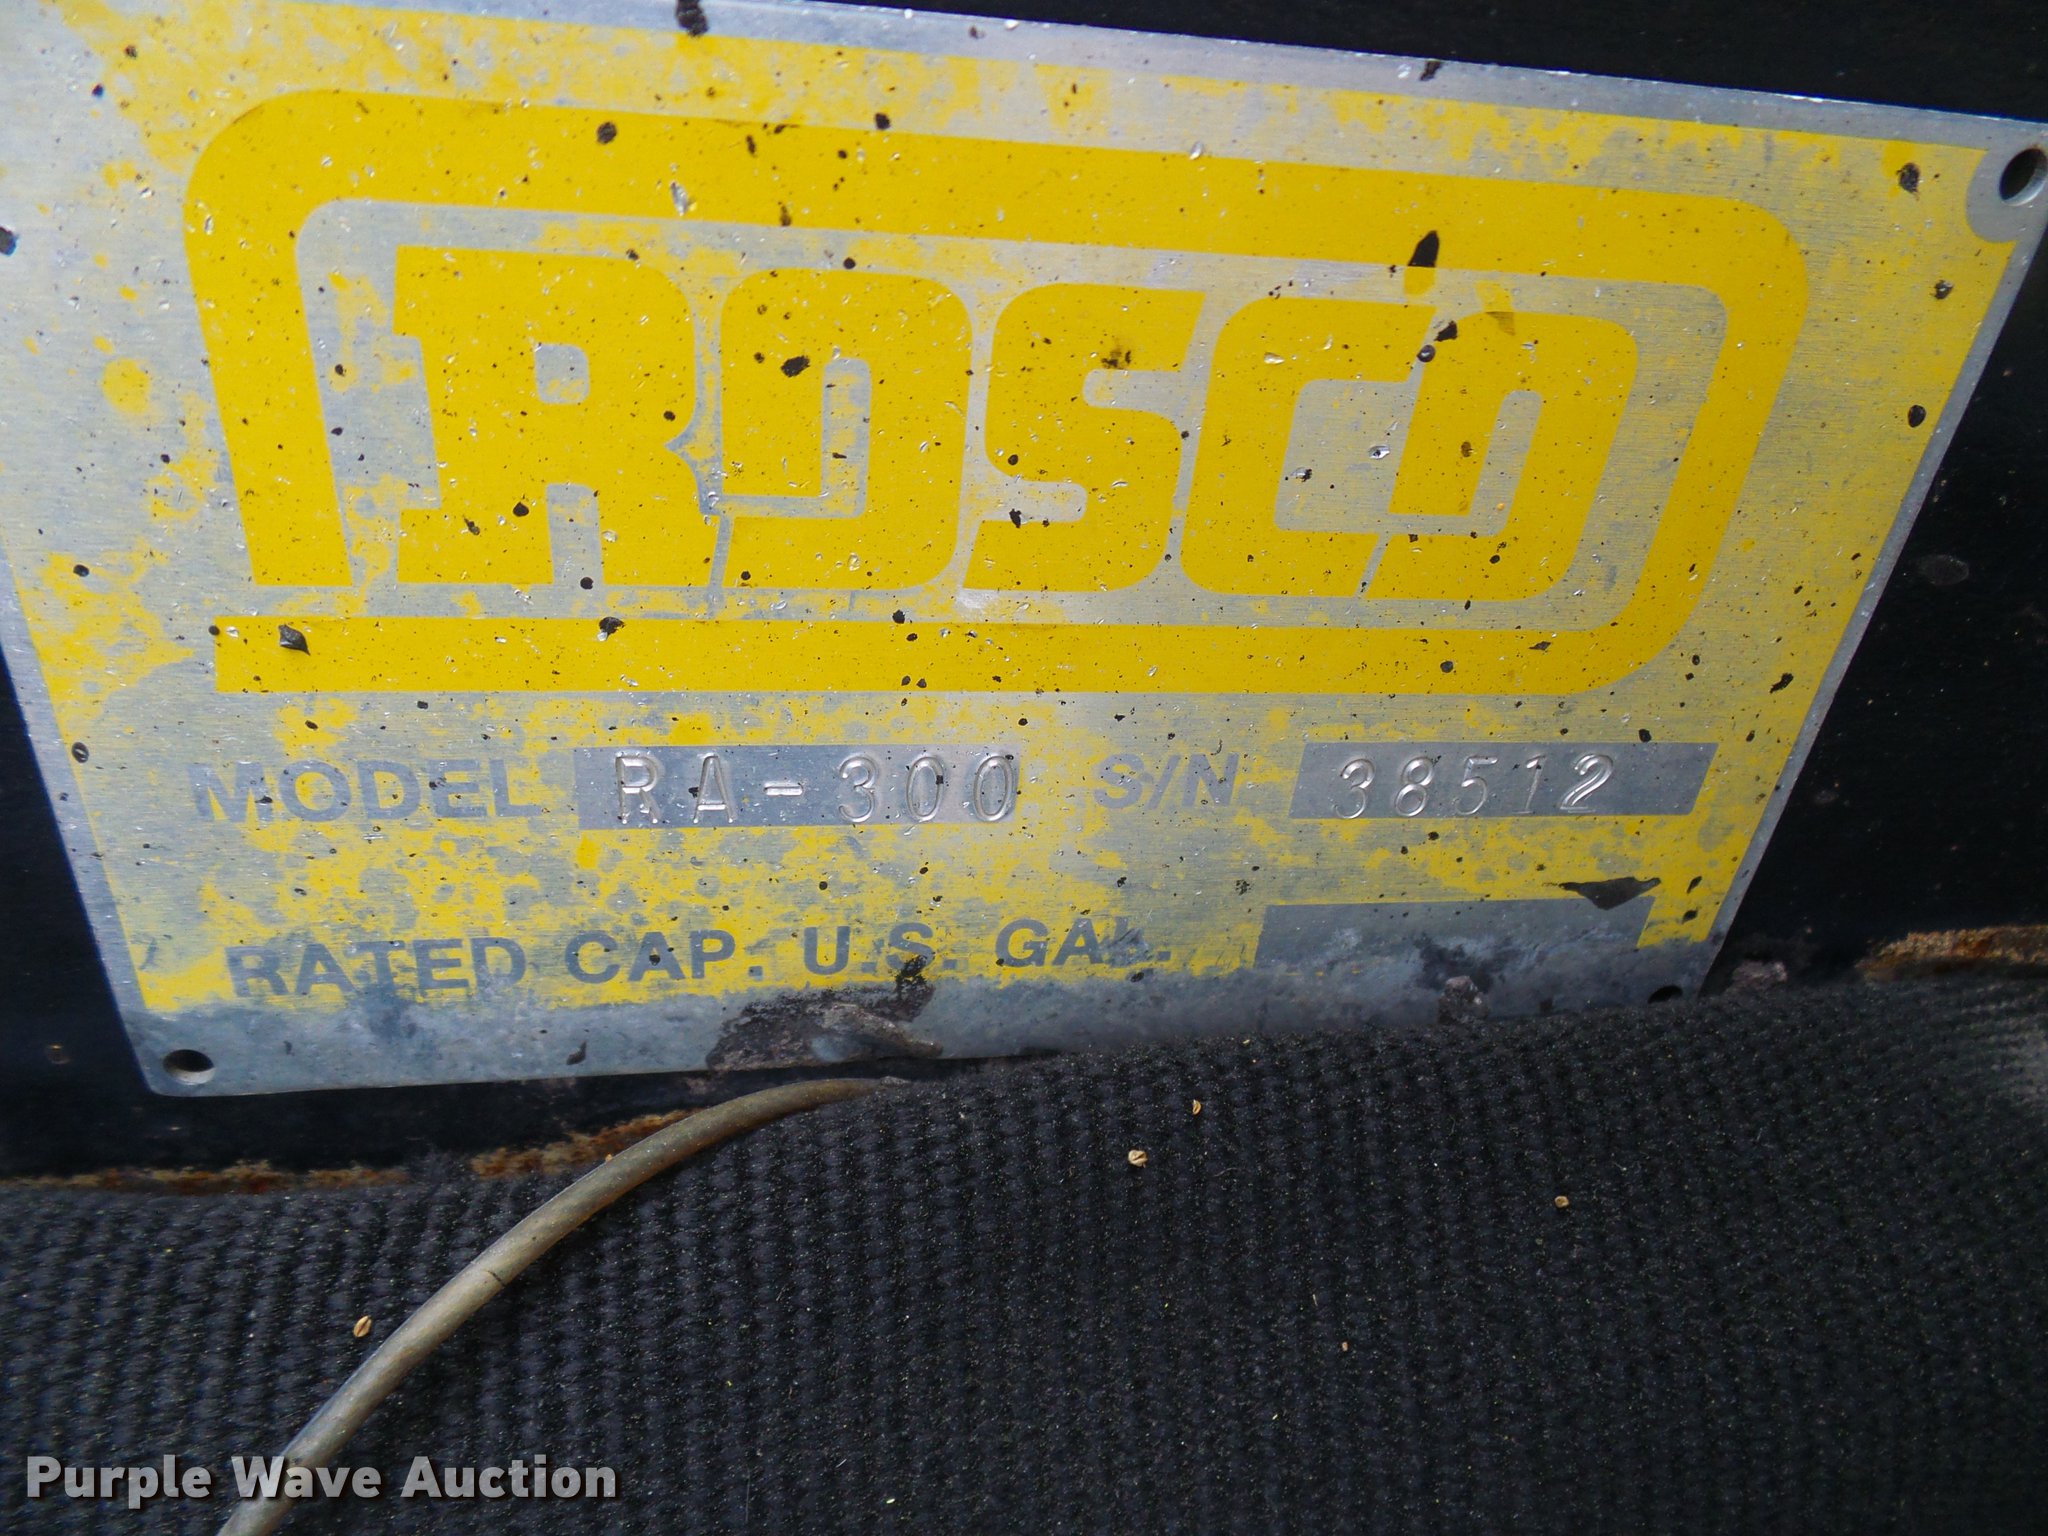 ROSCO
MODEL RA-300 S/N 38512
RATED CAP. U.S. GAL.
Purple Wave Auction